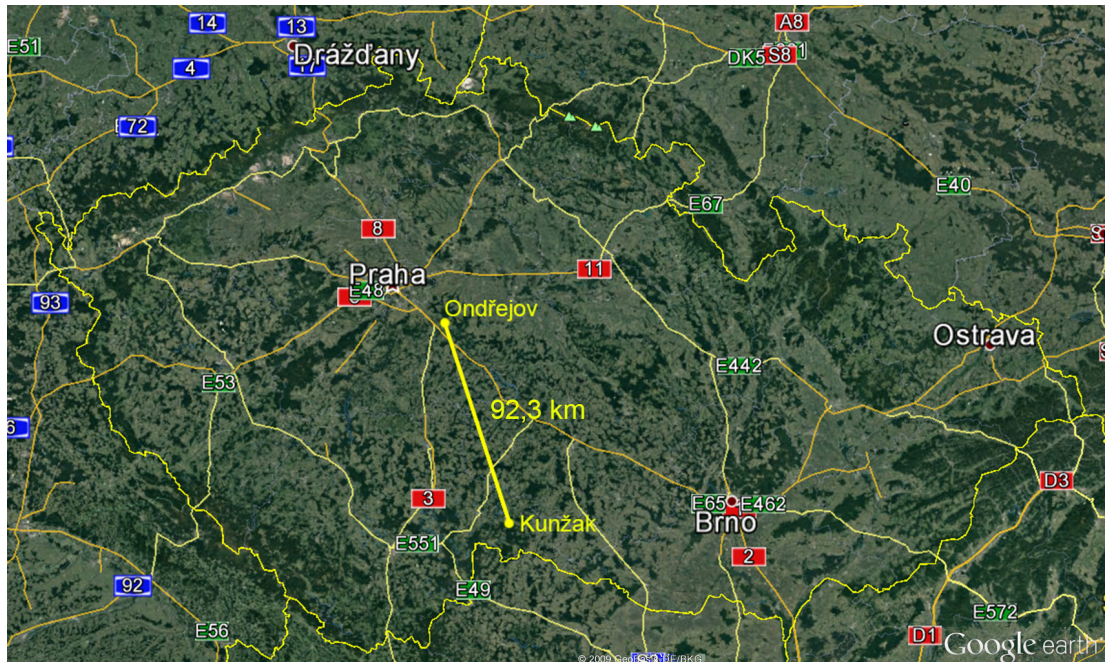 14
13
A8
E51
Drážďany
DK5
S8
4
17
72
E40
E67
8
Praha
11
E48
93
Ondřejov
Ostrava
E442
E53
92,3 km
6
D3
3
E65
E462
Kunžak
Brno
E551
2
92
E49
E572
E56
D1
Google earth